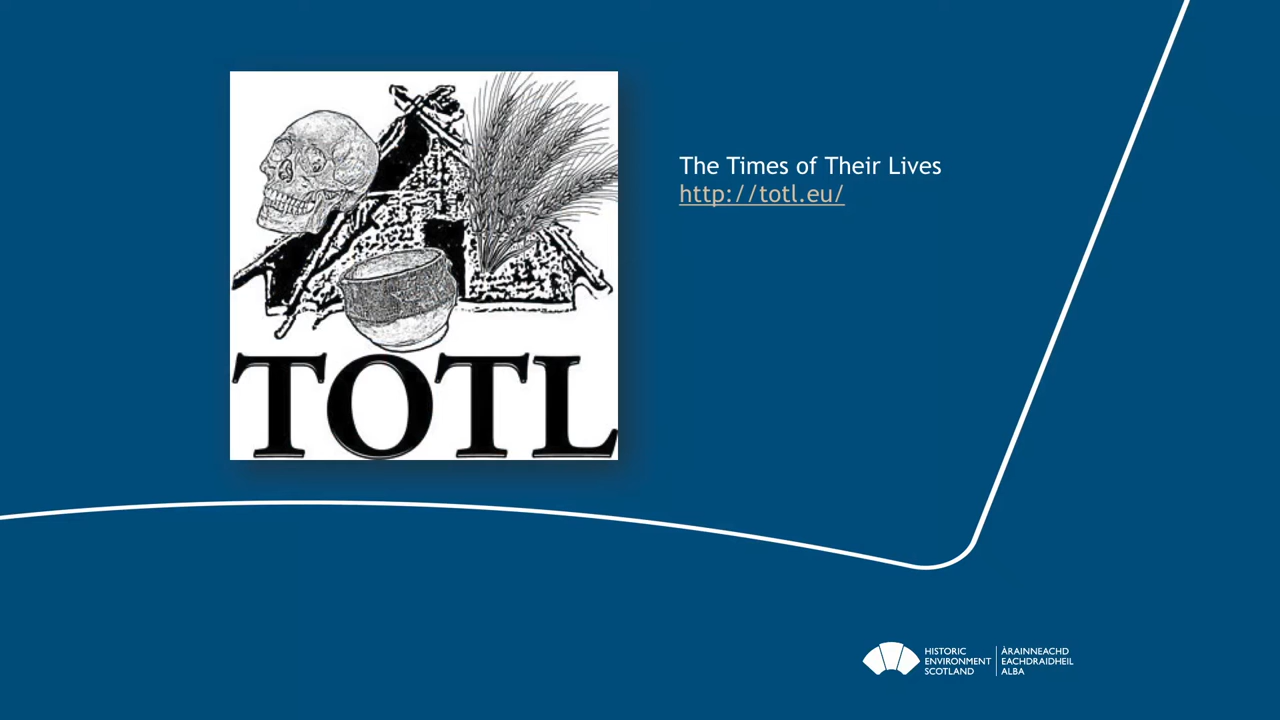 The Times of Their Lives
http://totl.eu/
TOTL
HISTORIC
ENVIRONMENT
SCOTLAND
ÀRAINNEACHD
EACHDRAIDHEIL
ALBA